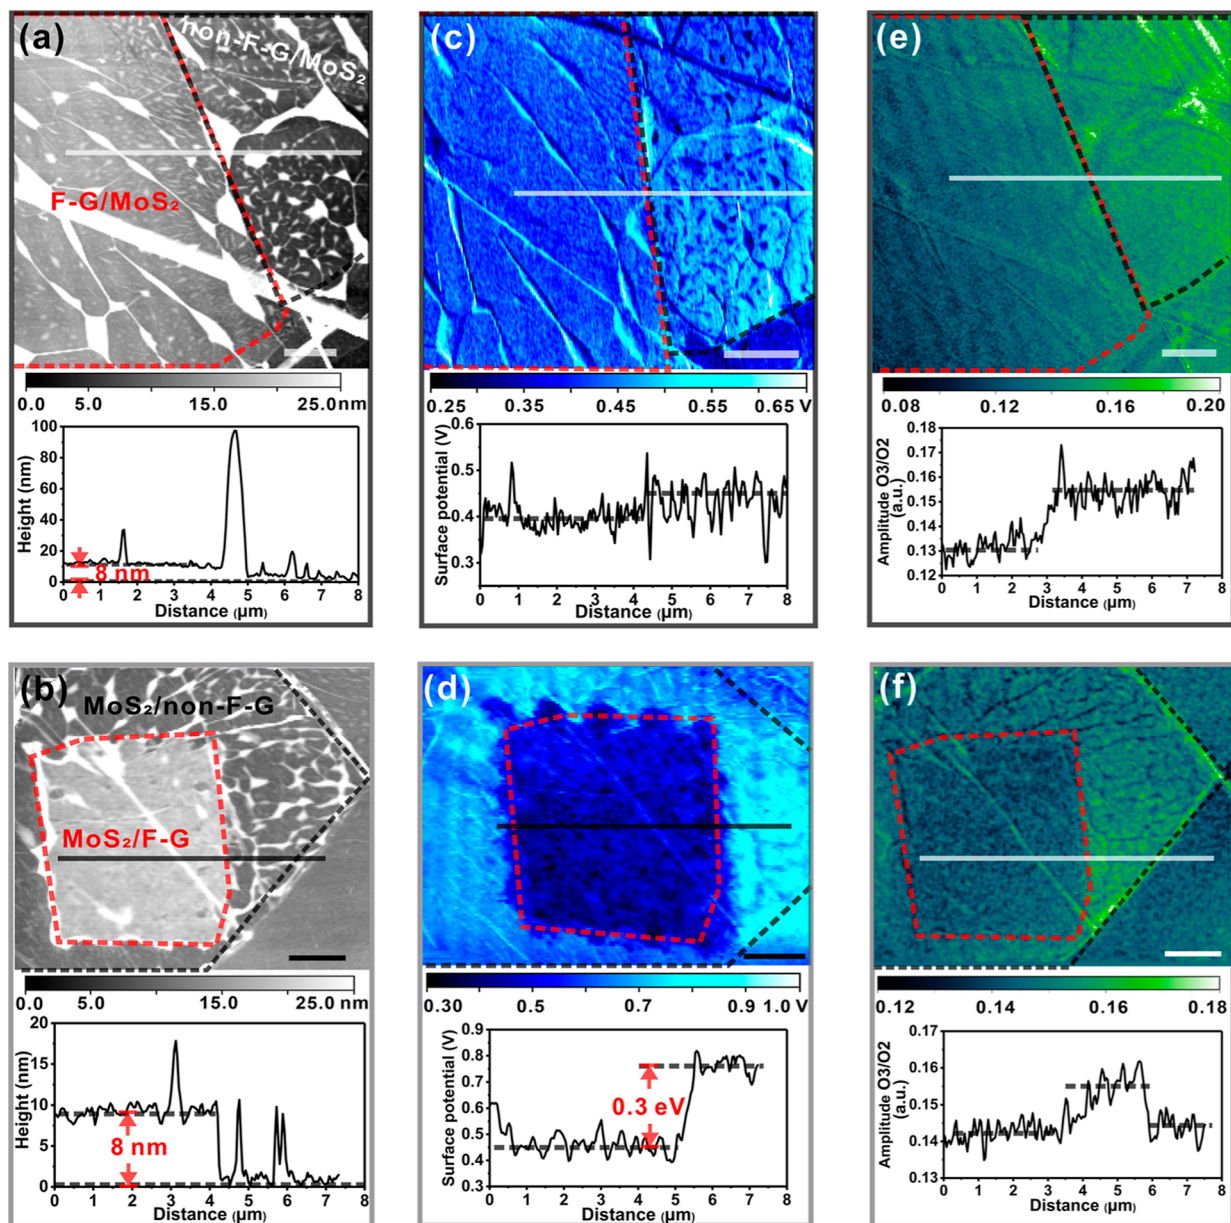 (a)
non-F-G/MoS₂
F-G/MoS₂
0.0 5.0 15.0 25.0 nm
Height (nm)
100
80
60
40
20
0
8 nm
0 1 2 3 4 5 6 7 8
Distance (μm)
(c)
0.25 0.35 0.45 0.55 0.65 V
Surface potential (V)
0.6
0.5
0.4
0.3
0 1 2 3 4 5 6 7 8
Distance (μm)
(e)
0.08 0.12 0.16 0.20
Amplitude O3/O2
(a.u.)
0.18
0.17
0.15
0.14
0.13
0.12
0 1 2 3 4 5 6 7 8
Distance (μm)
(b)
MoS₂/non-F-G
MoS₂/F-G
0.0 5.0 15.0 25.0 nm
Height (nm)
20
15
10
5
0
8 nm
0 1 2 3 4 5 6 7 8
Distance (μm)
(d)
0.30 0.5 0.7 0.9 1.0 V
Surface potential (V)
0.9
0.8
0.7
0.6
0.5
0.4
0.3
0.3 eV
0 1 2 3 4 5 6 7 8
Distance (μm)
(f)
0.12 0.14 0.16 0.18
Amplitude O3/O2
(a.u.)
0.17
0.16
0.15
0.14
0.13
0 1 2 3 4 5 6 7 8
Distance (μm)